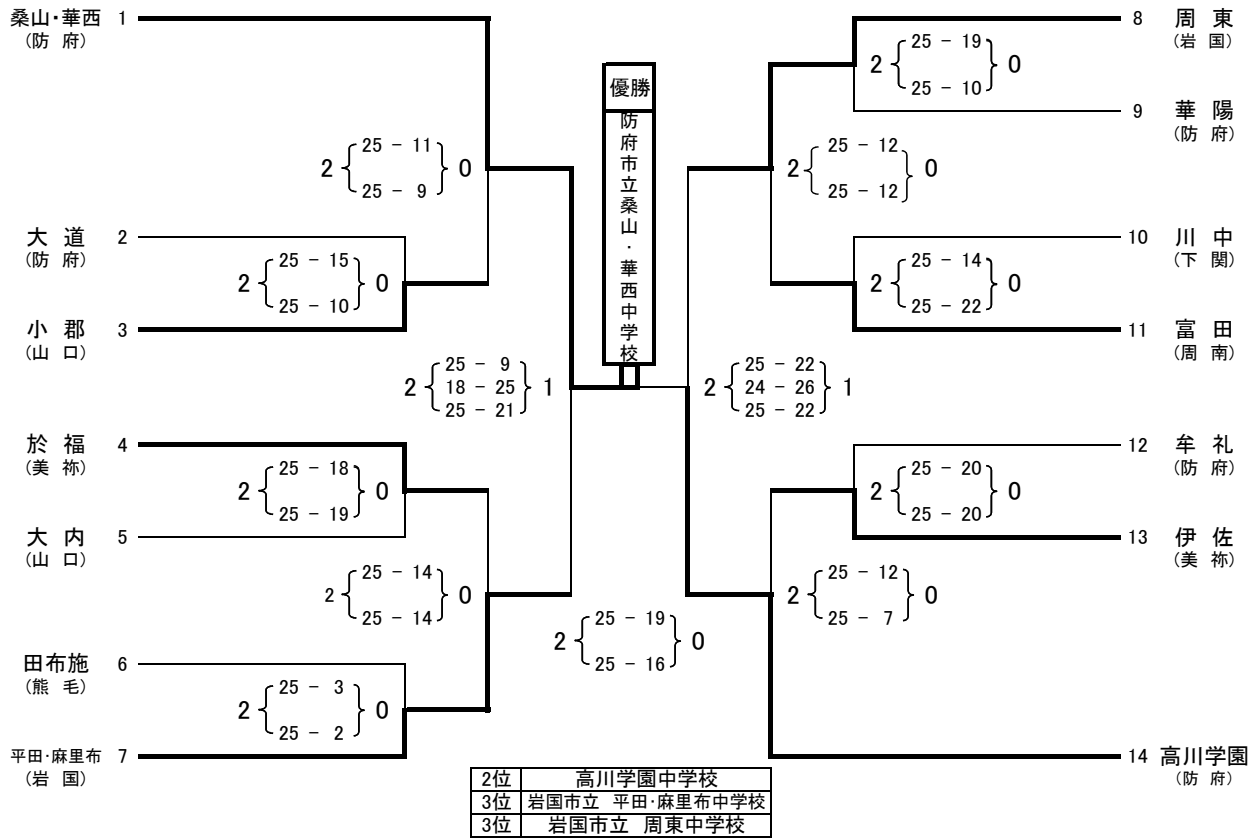 桑山・華西 1
(防 府)
2 { 25 - 11 } 0
25 - 9
大 道 2
(防 府)
2 { 25 - 15 } 0
25 - 10
小 郡 3
(山 口)
2 { 25 - 9 } 1
18 - 25
25 - 21
於 福 4
(美 祢)
2 { 25 - 18 } 0
25 - 19
大 内 5
(山 口)
2 { 25 - 14 } 0
25 - 14
田布施 6
(熊 毛)
2 { 25 - 3 } 0
25 - 2
平田・麻里布 7
(岩 国)
優勝
防府市立桑山・華西中学校
2 { 25 - 19 } 0
25 - 16
8 周 東
(岩 国)
2 { 25 - 19 } 0
25 - 10
9 華 陽
(防 府)
2 { 25 - 12 } 0
25 - 12
10 川 中
(下 関)
2 { 25 - 14 } 0
25 - 22
11 富 田
(周 南)
2 { 25 - 22 } 1
24 - 26
25 - 22
12 牟 礼
(防 府)
2 { 25 - 20 } 0
25 - 20
13 伊 佐
(美 祢)
2 { 25 - 12 } 0
25 - 7
14 高川学園
(防 府)
2位 高川学園中学校
3位 岩国市立 平田・麻里布中学校
3位 岩国市立 周東中学校